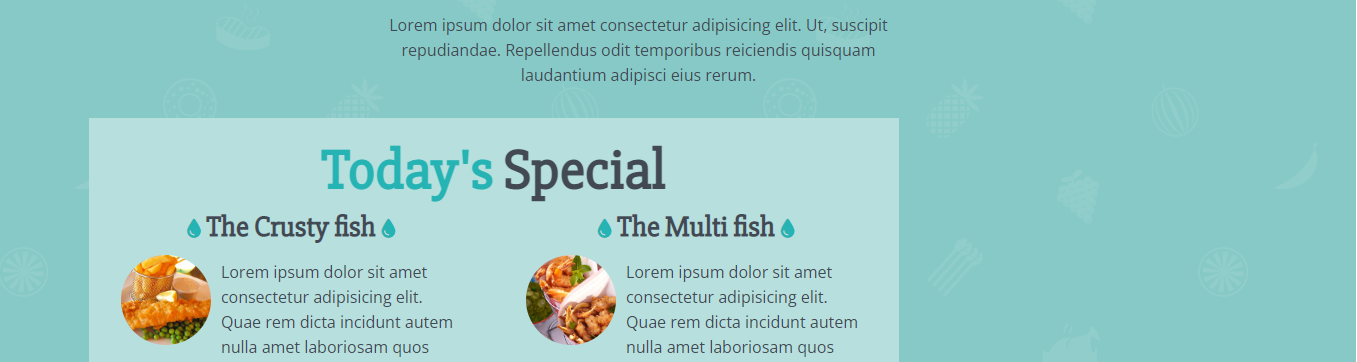 Lorem ipsum dolor sit amet consectetur adipisicing elit. Ut, suscipit
repudiandae. Repellendus odit temporibus reiciendis quisquam
laudantium adipisci eius rerum.
Today's Special
The Crusty fish
Lorem ipsum dolor sit amet
consectetur adipisicing elit.
Quae rem dicta incidunt autem
nulla amet laboriosam quos
The Multi fish
Lorem ipsum dolor sit amet
consectetur adipisicing elit.
Quae rem dicta incidunt autem
nulla amet laboriosam quos